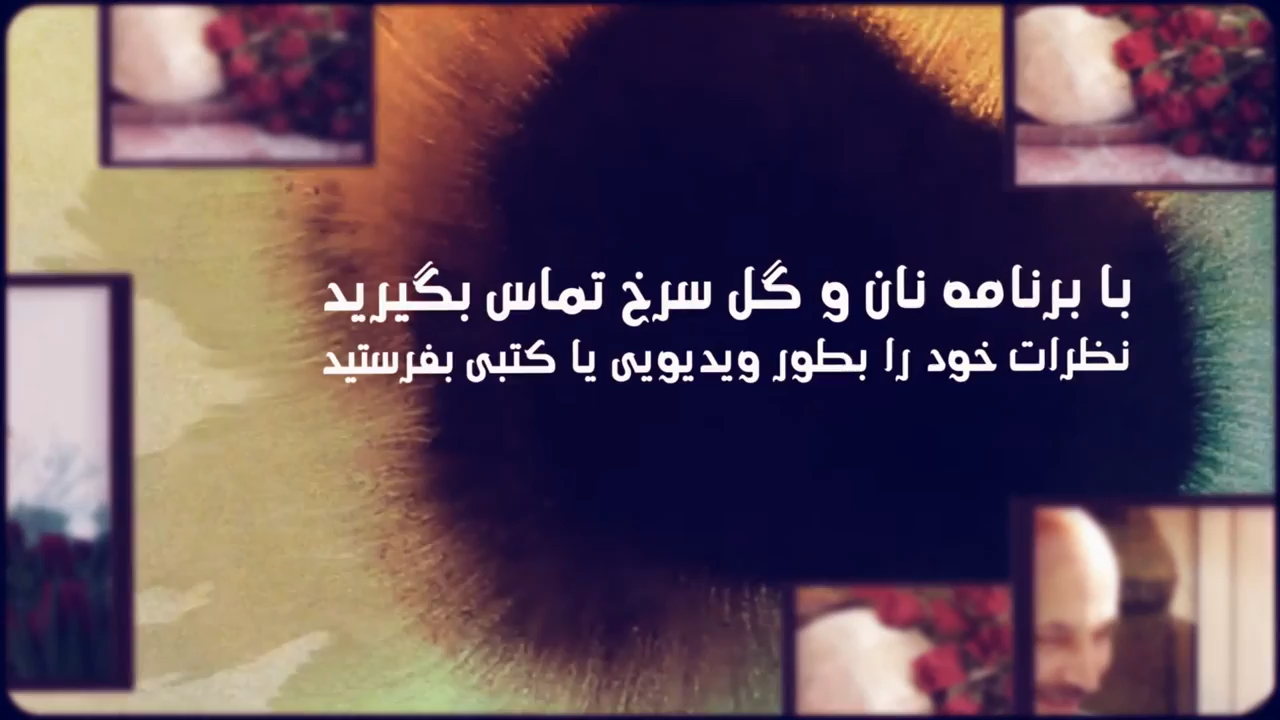 با برنامه نان و گل سرخ تماس بگیرید
نظرات خود را بطور ویدیویی یا کتبی بفرستید